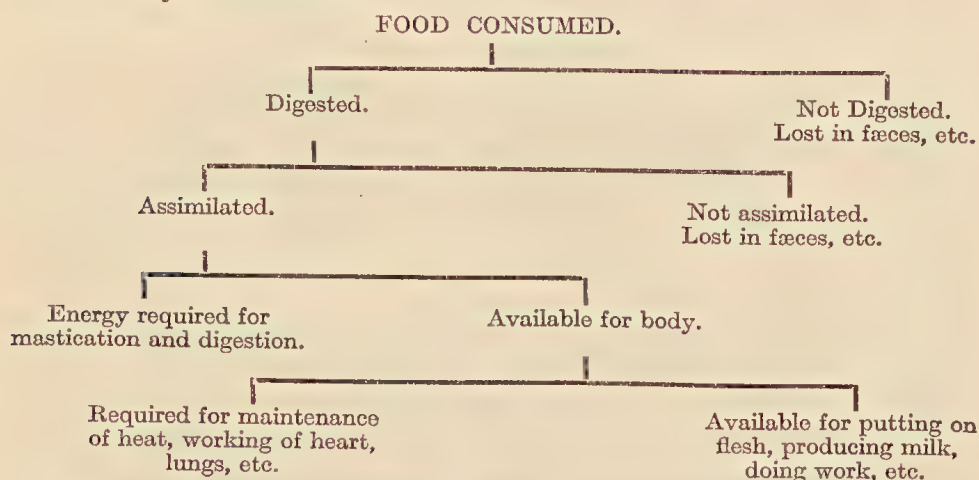 FOOD CONSUMED.
Digested.
Not Digested.
Lost in fæces, etc.
Assimilated.
Not assimilated.
Lost in fæces, etc.
Energy required for
mastication and digestion.
Available for body.
Required for maintenance
of heat, working of heart,
lungs, etc.
Available for putting on
flesh, producing milk,
doing work, etc.